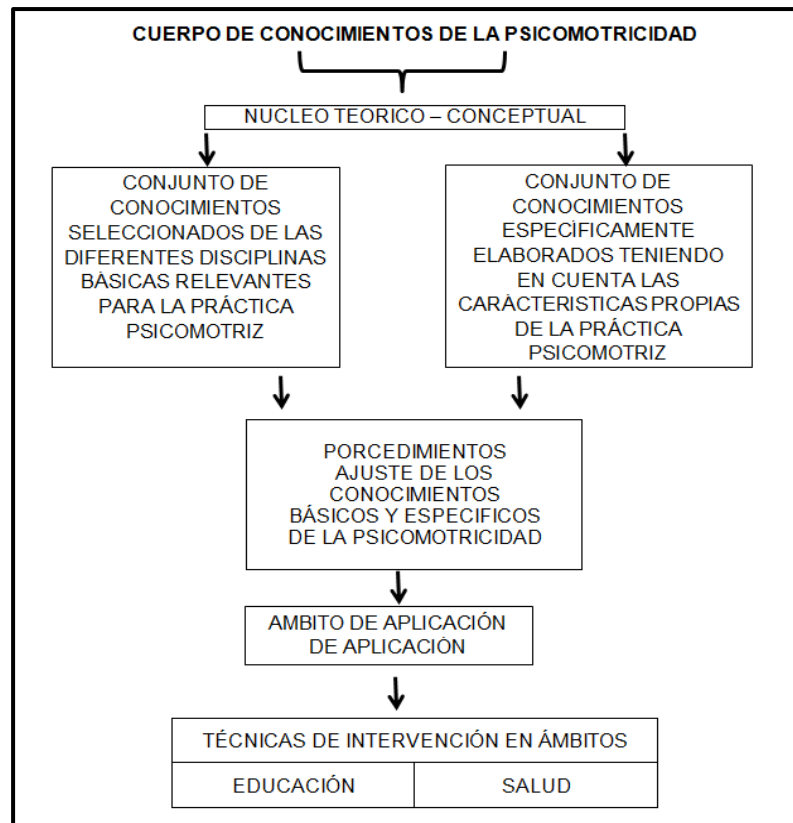 CUERPO DE CONOCIMIENTOS DE LA PSICOMOTRICIDAD
NUCLEO TEORICO – CONCEPTUAL
CONJUNTO DE
CONOCIMIENTOS
SELECCIONADOS DE LAS
DIFERENTES DISCIPLINAS
BÀSICAS RELEVANTES
PARA LA PRÁCTICA
PSICOMOTRIZ
CONJUNTO DE
CONOCIMIENTOS
ESPECÌFICAMENTE
ELABORADOS TENIENDO
EN CUENTA LAS
CARÀCTERISTICAS PROPIAS
DE LA PRÁCTICA
PSICOMOTRIZ
PORCEDIMIENTOS
AJUSTE DE LOS
CONOCIMIENTOS
BÁSICOS Y ESPECIFICOS
DE LA PSICOMOTRICIDAD
AMBITO DE APLICACIÓN
DE APLICACIÒN
TÉCNICAS DE INTERVENCIÓN EN ÁMBITOS
EDUCACIÓN
SALUD